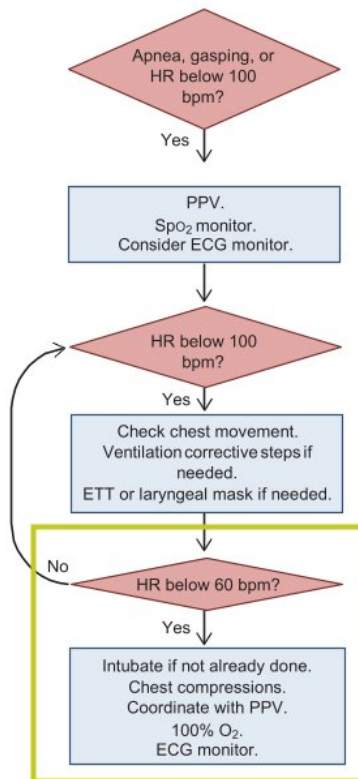 Apnea, gasping, or
HR below 100
bpm?
Yes
PPV.
SpO₂ monitor.
Consider ECG monitor.
HR below 100
bpm?
Yes
Check chest movement.
Ventilation corrective steps if
needed.
ETT or laryngeal mask if needed.
No
HR below 60 bpm?
Yes
Intubate if not already done.
Chest compressions.
Coordinate with PPV.
100% O₂.
ECG monitor.